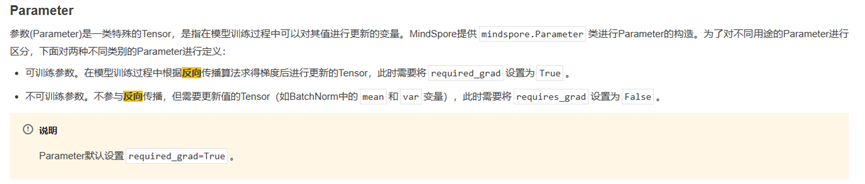 Parameter
参数(Parameter)是一类特殊的Tensor，是指在模型训练过程中可以对其值进行更新的变量。MindSpore提供 mindspore.Parameter 类进行Parameter的构造。为了对不同用途的Parameter进行
区分，下面对两种不同类别的Parameter进行定义：
• 可训练参数。在模型训练过程中根据反向传播算法求得梯度后进行更新的Tensor，此时需要将 required_grad 设置为 True 。
• 不可训练参数。不参与反向传播，但需要更新值的Tensor（如BatchNorm中的 mean 和 var 变量），此时需要将 requires_grad 设置为 False 。
说明
Parameter默认设置 required_grad=True 。